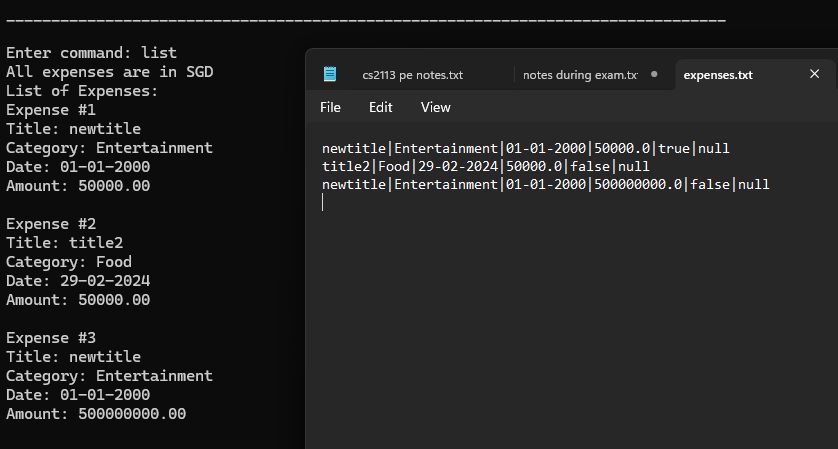 --------------------------------------------------------------------------------
Enter command: list
All expenses are in SGD
List of Expenses:
Expense #1
Title: newtitle
Category: Entertainment
Date: 01-01-2000
Amount: 50000.00
Expense #2
Title: title2
Category: Food
Date: 29-02-2024
Amount: 50000.00
Expense #3
Title: newtitle
Category: Entertainment
Date: 01-01-2000
Amount: 500000000.00
cs2113 pe notes.txt
notes during exam.txt
expenses.txt
File Edit View
newtitle|Entertainment|01-01-2000|50000.0|true|null
title2|Food|29-02-2024|50000.0|false|null
newtitle|Entertainment|01-01-2000|500000000.0|false|null